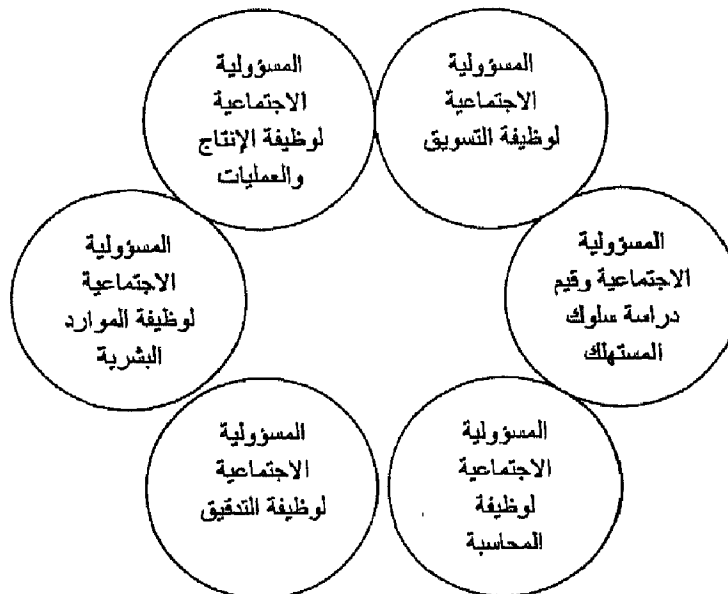 المسؤولية
الاجتماعية
لوظيفة التسويق
المسؤولية
الاجتماعية
لوظيفة الإنتاج
والعمليات
المسؤولية
الاجتماعية وقيم
دراسة سلوك
المستهلك
المسؤولية
الاجتماعية
لوظيفة الموارد
البشرية
المسؤولية
الاجتماعية
لوظيفة
المحاسبة
المسؤولية
الاجتماعية
لوظيفة التدقيق